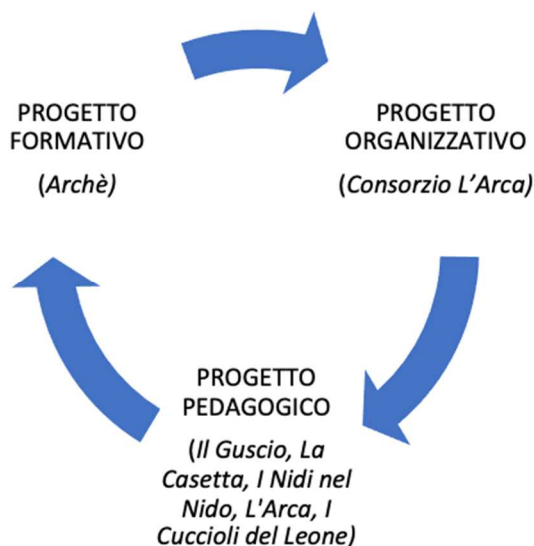 PROGETTO
FORMATIVO
(Archè)
PROGETTO
ORGANIZZATIVO
(Consorzio L’Arca)
PROGETTO
PEDAGOGICO
(Il Guscio, La
Casetta, I Nidi nel
Nido, L'Arca, I
Cuccioli del Leone)